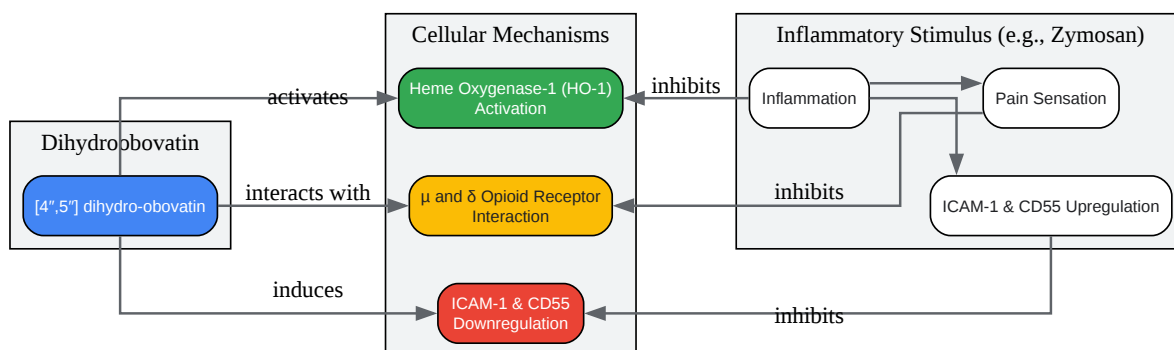 Cellular Mechanisms
Inflammatory Stimulus (e.g., Zymosan)
Heme Oxygenase-1 (HO-1)
Activation
activates
inhibits
Inflammation
Pain Sensation
Dihydroobovatin
[4″,5″] dihydro-obovatin
interacts with
µ and δ Opioid Receptor
Interaction
inhibits
ICAM-1 & CD55 Upregulation
induces
ICAM-1 & CD55
Downregulation
inhibits